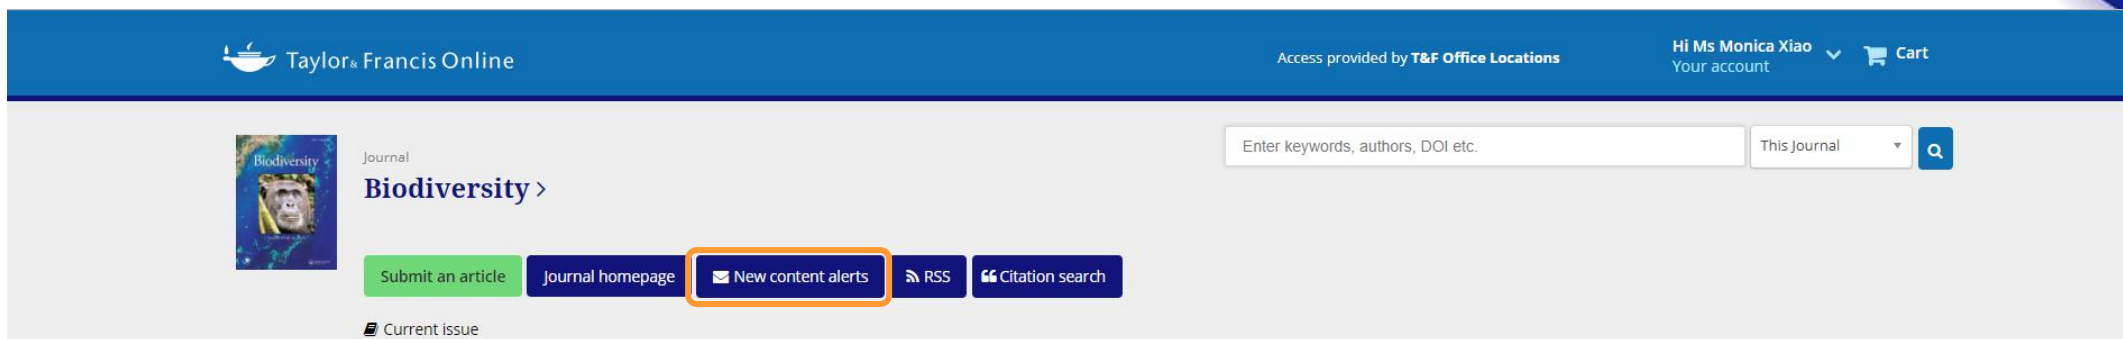 Taylor & Francis Online
Access provided by T&F Office Locations
Hi Ms Monica Xiao
Your account
Cart
Biodiversity
Journal
Biodiversity >
Enter keywords, authors, DOI etc.
This Journal
Submit an article
Journal homepage
New content alerts
RSS
Citation search
Current issue